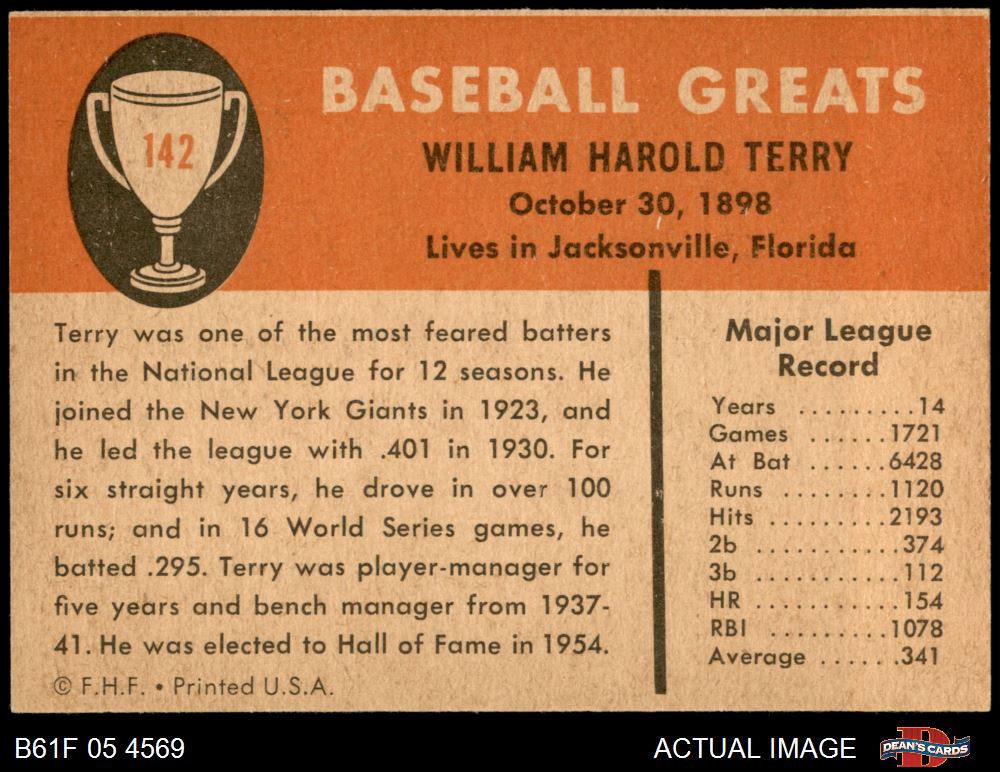 142
BASEBALL GREATS
WILLIAM HAROLD TERRY
October 30, 1898
Lives in Jacksonville, Florida
Terry was one of the most feared batters
in the National League for 12 seasons. He
joined the New York Giants in 1923, and
he led the league with .401 in 1930. For
six straight years, he drove in over 100
runs; and in 16 World Series games, he
batted .295. Terry was player-manager for
five years and bench manager from 1937-
41. He was elected to Hall of Fame in 1954.
© F.H.F. • Printed U.S.A.
Major League
Record
Years .........14
Games ......1721
At Bat ......6428
Runs ........1120
Hits .........2193
2b ..........374
3b ..........112
HR ..........154
RBI .........1078
Average ......341
B61F 05 4569
ACTUAL IMAGE
D
DEAN'S CARDS